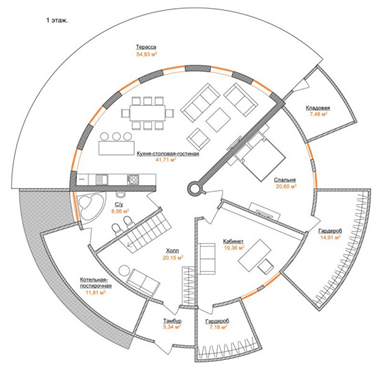 1 этаж.
Терасса
54,93 м²
Кладовая
7,46 м²
Кухня-столовая-гостиная
41,71 м²
Спальня
20,60 м²
С/у
8,56 м²
Гардероб
14,91 м²
Холл
20,15 м²
Кабинет
19,36 м²
Котельная-
постирочная
11,81 м²
Тамбур
5,34 м²
Гардероб
7,18 м²